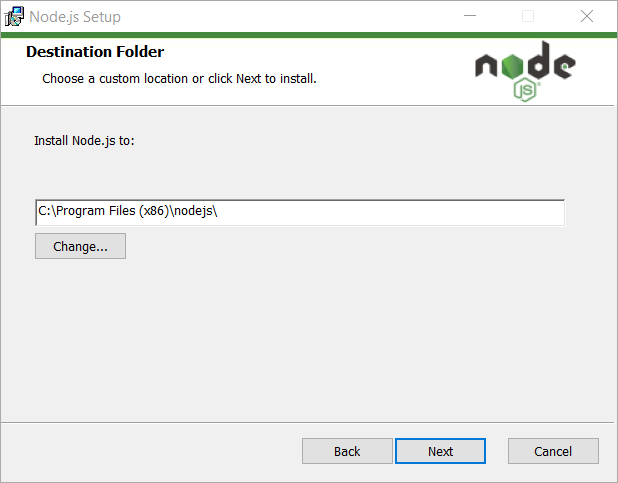 Node.js Setup
Destination Folder
Choose a custom location or click Next to install.
node
JS
Install Node.js to:
C:\Program Files (x86)\nodejs\
Change...
Back
Next
Cancel